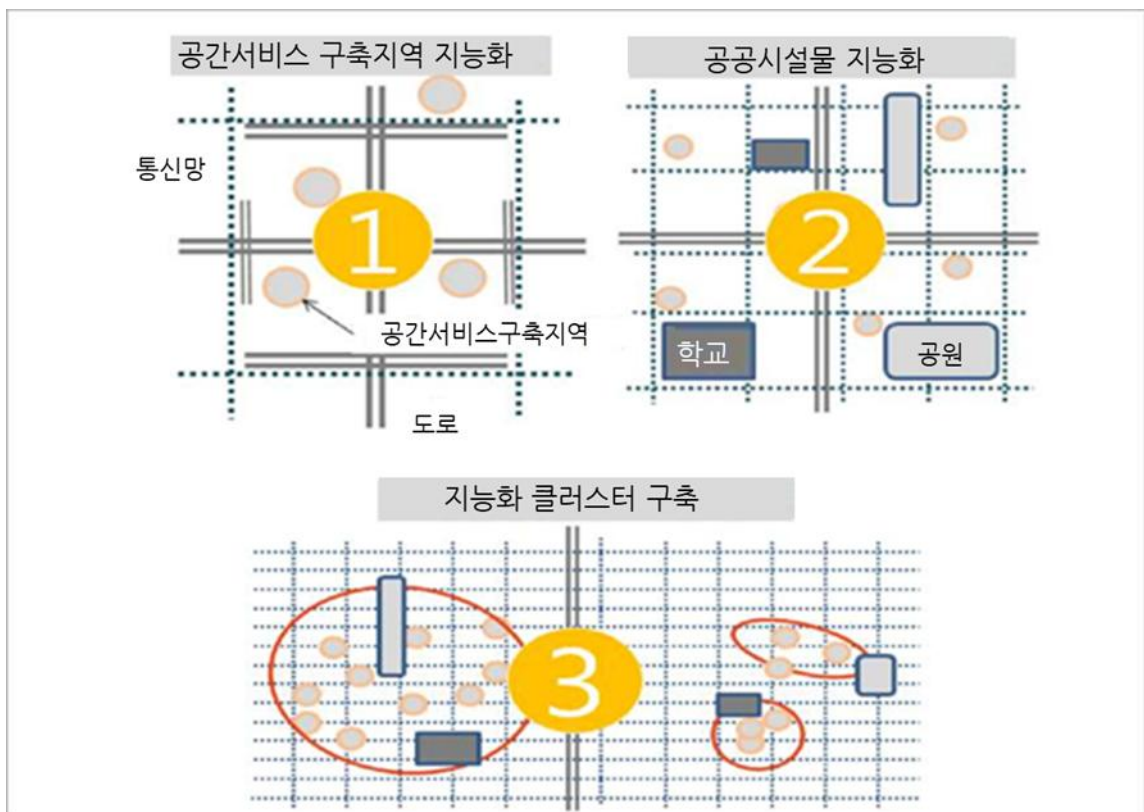 공간서비스 구축지역 지능화
공공시설물 지능화
통신망
1
2
공간서비스구축지역
학교
공원
도로
지능화 클러스터 구축
3